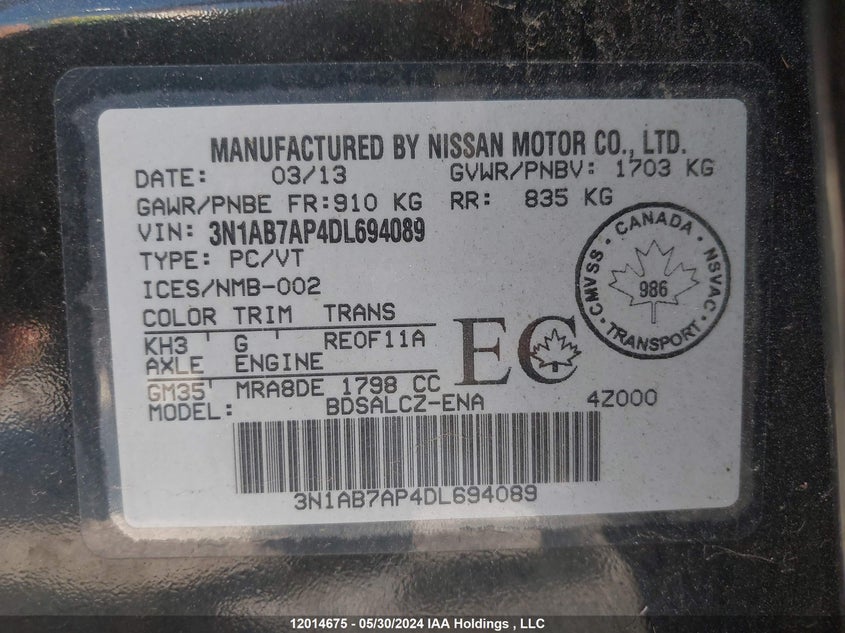 MANUFACTURED BY NISSAN MOTOR CO., LTD.
DATE: 03/13 GVWR/PNBV: 1703 KG
GAWR/PNBE FR:910 KG RR: 835 KG
VIN: 3N1AB7AP4DL694089
TYPE: PC/VT
ICES/NMB-002
CMVSS • CANADA • NSVAC • TRANSPORT •
986
COLOR TRIM TRANS
KH3 G RE0F11A
AXLE ENGINE
GM35 MRA8DE 1798 CC
EC
MODEL: BDSALCZ-ENA 4Z000
3N1AB7AP4DL694089
12014675 - 05/30/2024 IAA Holdings , LLC